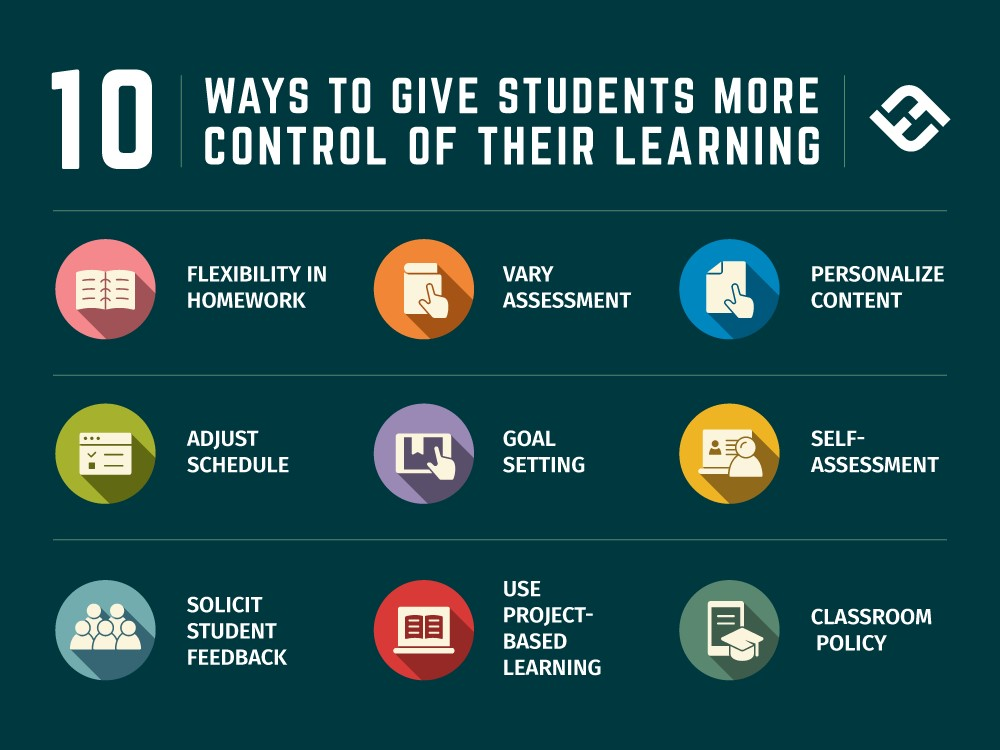 10
WAYS TO GIVE STUDENTS MORE
CONTROL OF THEIR LEARNING
FLEXIBILITY IN
HOMEWORK
VARY
ASSESSMENT
PERSONALIZE
CONTENT
ADJUST
SCHEDULE
GOAL
SETTING
SELF-
ASSESSMENT
SOLICIT
STUDENT
FEEDBACK
USE
PROJECT-
BASED
LEARNING
CLASSROOM
POLICY